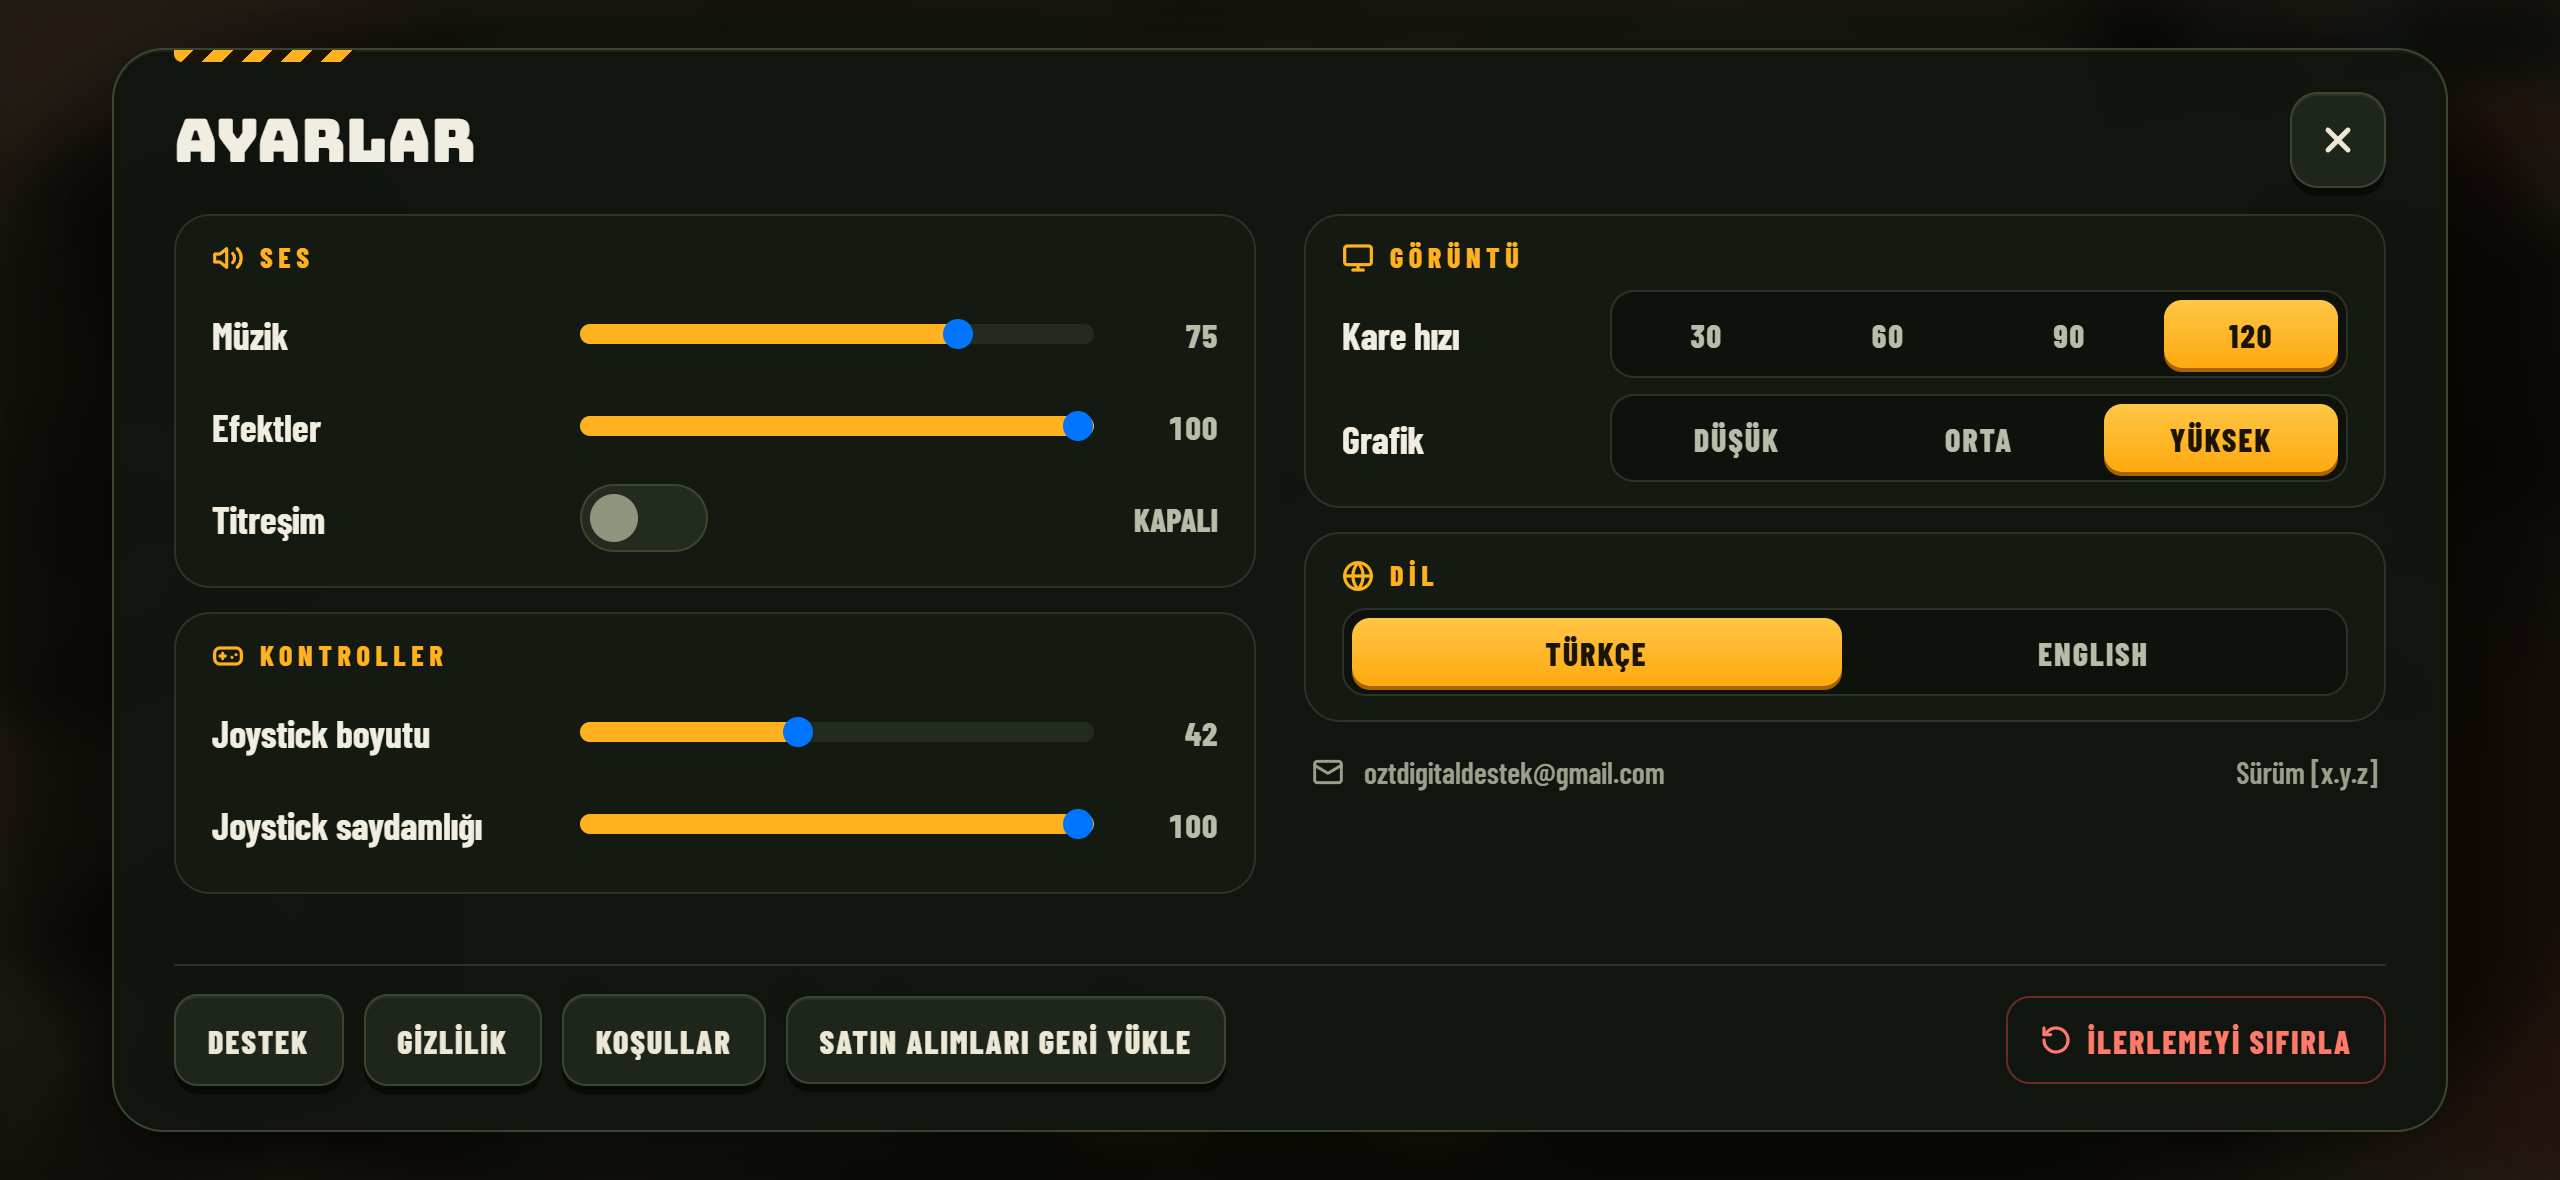 AYARLAR
SES
Müzik 75
Efektler 100
Titreşim KAPALI
KONTROLLER
Joystick boyutu 42
Joystick saydamlığı 100
GÖRÜNTÜ
Kare hızı 30 60 90 120
Grafik DÜŞÜK ORTA YÜKSEK
DİL
TÜRKÇE ENGLISH
oztdigitaldestek@gmail.com Sürüm [x.y.z]
DESTEK GİZLİLİK KOŞULLAR SATIN ALIMLARI GERİ YÜKLE İLERLEMEYİ SIFIRLA